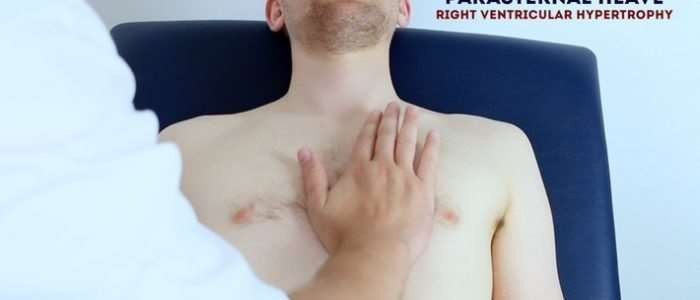 PARASTERNAL HEAVE
RIGHT VENTRICULAR HYPERTROPHY